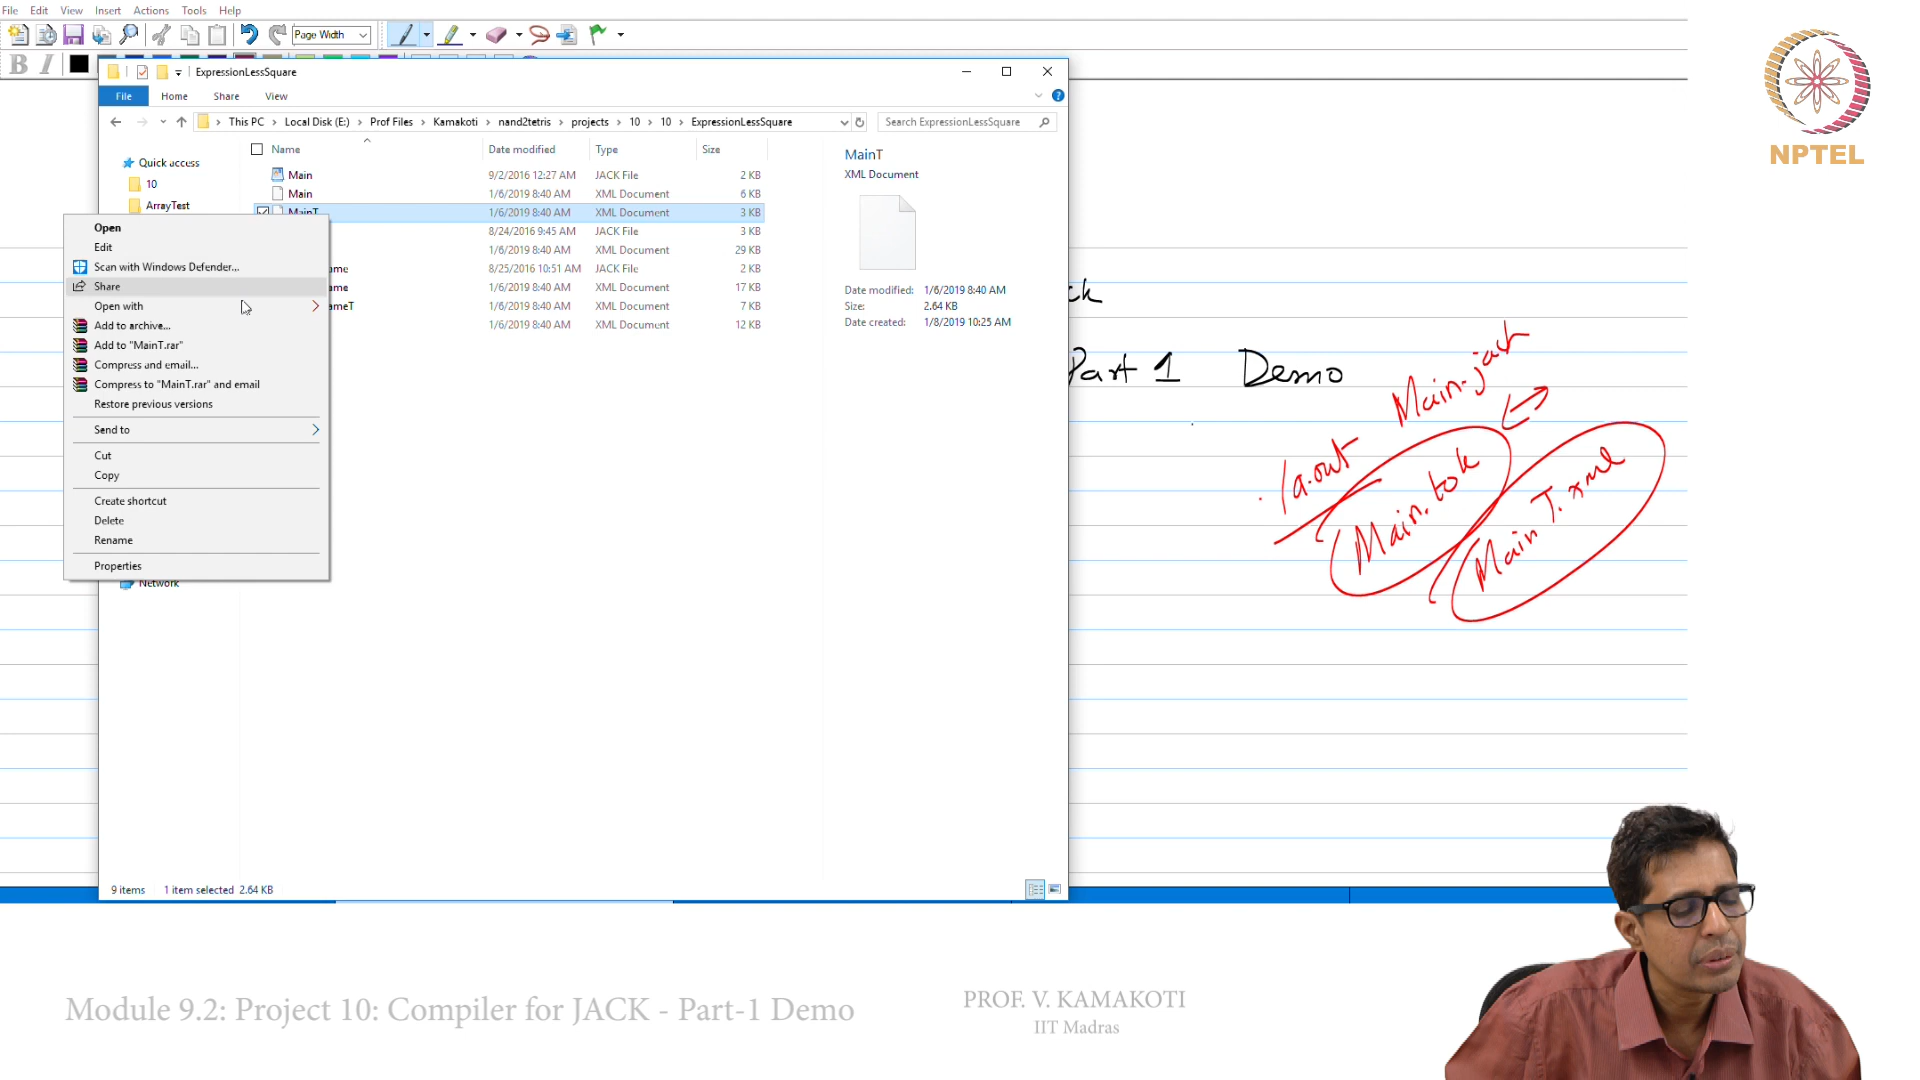 File Edit View Insert Actions Tools Help
Page Width
B I
ExpressionLessSquare
File Home Share View
This PC > Local Disk (E:) > Prof Files > Kamakoti > nand2tetris > projects > 10 > 10 > ExpressionLessSquare
Search ExpressionLessSquare
Name Date modified Type Size
Quick access
10
ArrayTest
Main 9/2/2016 12:27 AM JACK File 2 KB
Main 1/6/2019 8:40 AM XML Document 6 KB
MainT 1/6/2019 8:40 AM XML Document 3 KB
8/24/2016 9:45 AM JACK File 3 KB
1/6/2019 8:40 AM XML Document 29 KB
ame 8/25/2016 10:51 AM JACK File 2 KB
ame 1/6/2019 8:40 AM XML Document 17 KB
ameT 1/6/2019 8:40 AM XML Document 7 KB
1/6/2019 8:40 AM XML Document 12 KB
MainT
XML Document
Date modified: 1/6/2019 8:40 AM
Size: 2.64 KB
Date created: 1/8/2019 10:25 AM
Open
Edit
Scan with Windows Defender...
Share
Open with
Add to archive...
Add to "MainT.rar"
Compress and email...
Compress to "MainT.rar" and email
Restore previous versions
Send to
Cut
Copy
Create shortcut
Delete
Rename
Properties
Network
9 items 1 item selected 2.64 KB
ck
Part 1 Demo
Main.jack
./a.out
Main.tok
MainT.xml
NPTEL
Module 9.2: Project 10: Compiler for JACK - Part-1 Demo
PROF. V. KAMAKOTI
IIT Madras